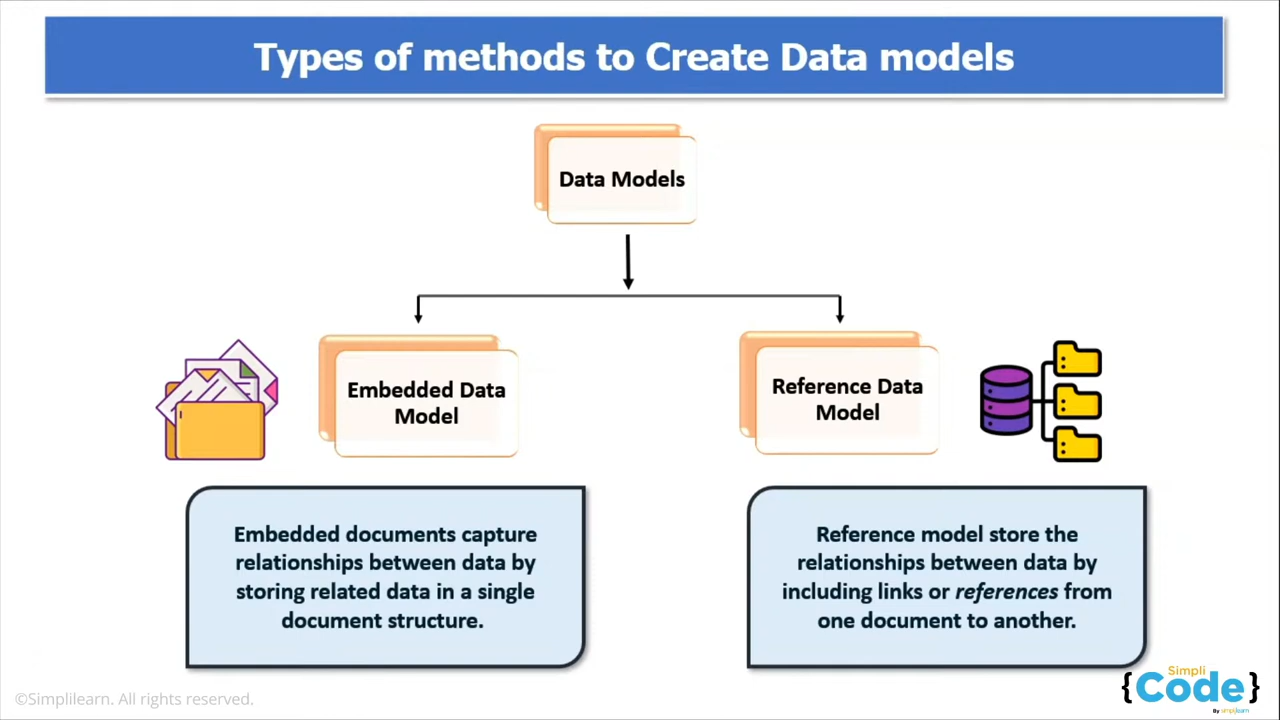 Types of methods to Create Data models
Data Models
Embedded Data
Model
Reference Data
Model
Embedded documents capture
relationships between data by
storing related data in a single
document structure.
Reference model store the
relationships between data by
including links or references from
one document to another.
©Simplilearn. All rights reserved.
Simpli
{Code}
By simplilearn